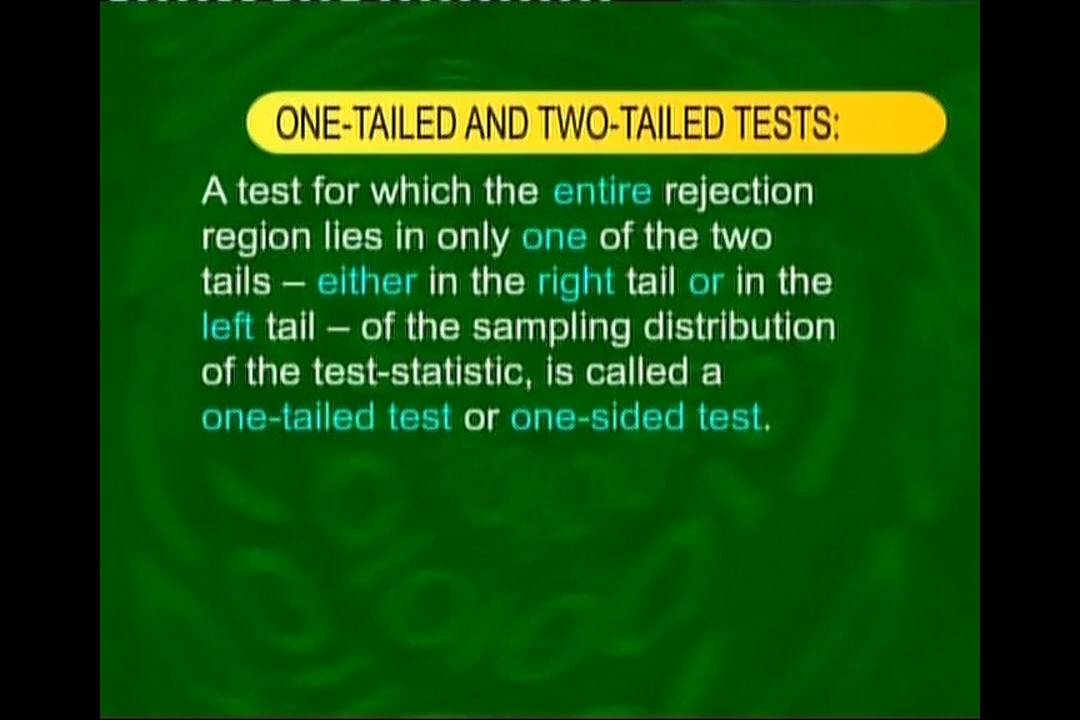 ONE-TAILED AND TWO-TAILED TESTS:
A test for which the entire rejection
region lies in only one of the two
tails – either in the right tail or in the
left tail – of the sampling distribution
of the test-statistic, is called a
one-tailed test or one-sided test.